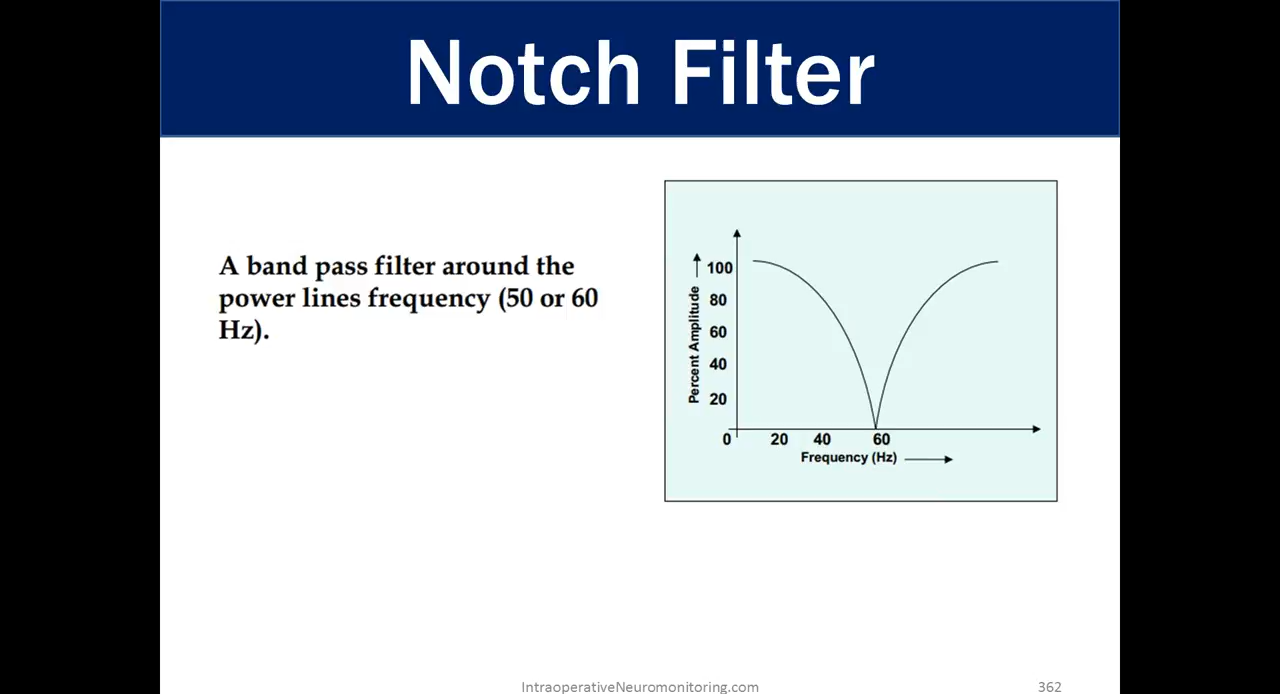 Notch Filter
A band pass filter around the
power lines frequency (50 or 60
Hz).
Percent Amplitude
100
80
60
40
20
0 20 40 60
Frequency (Hz)
IntraoperativeNeuromonitoring.com 362